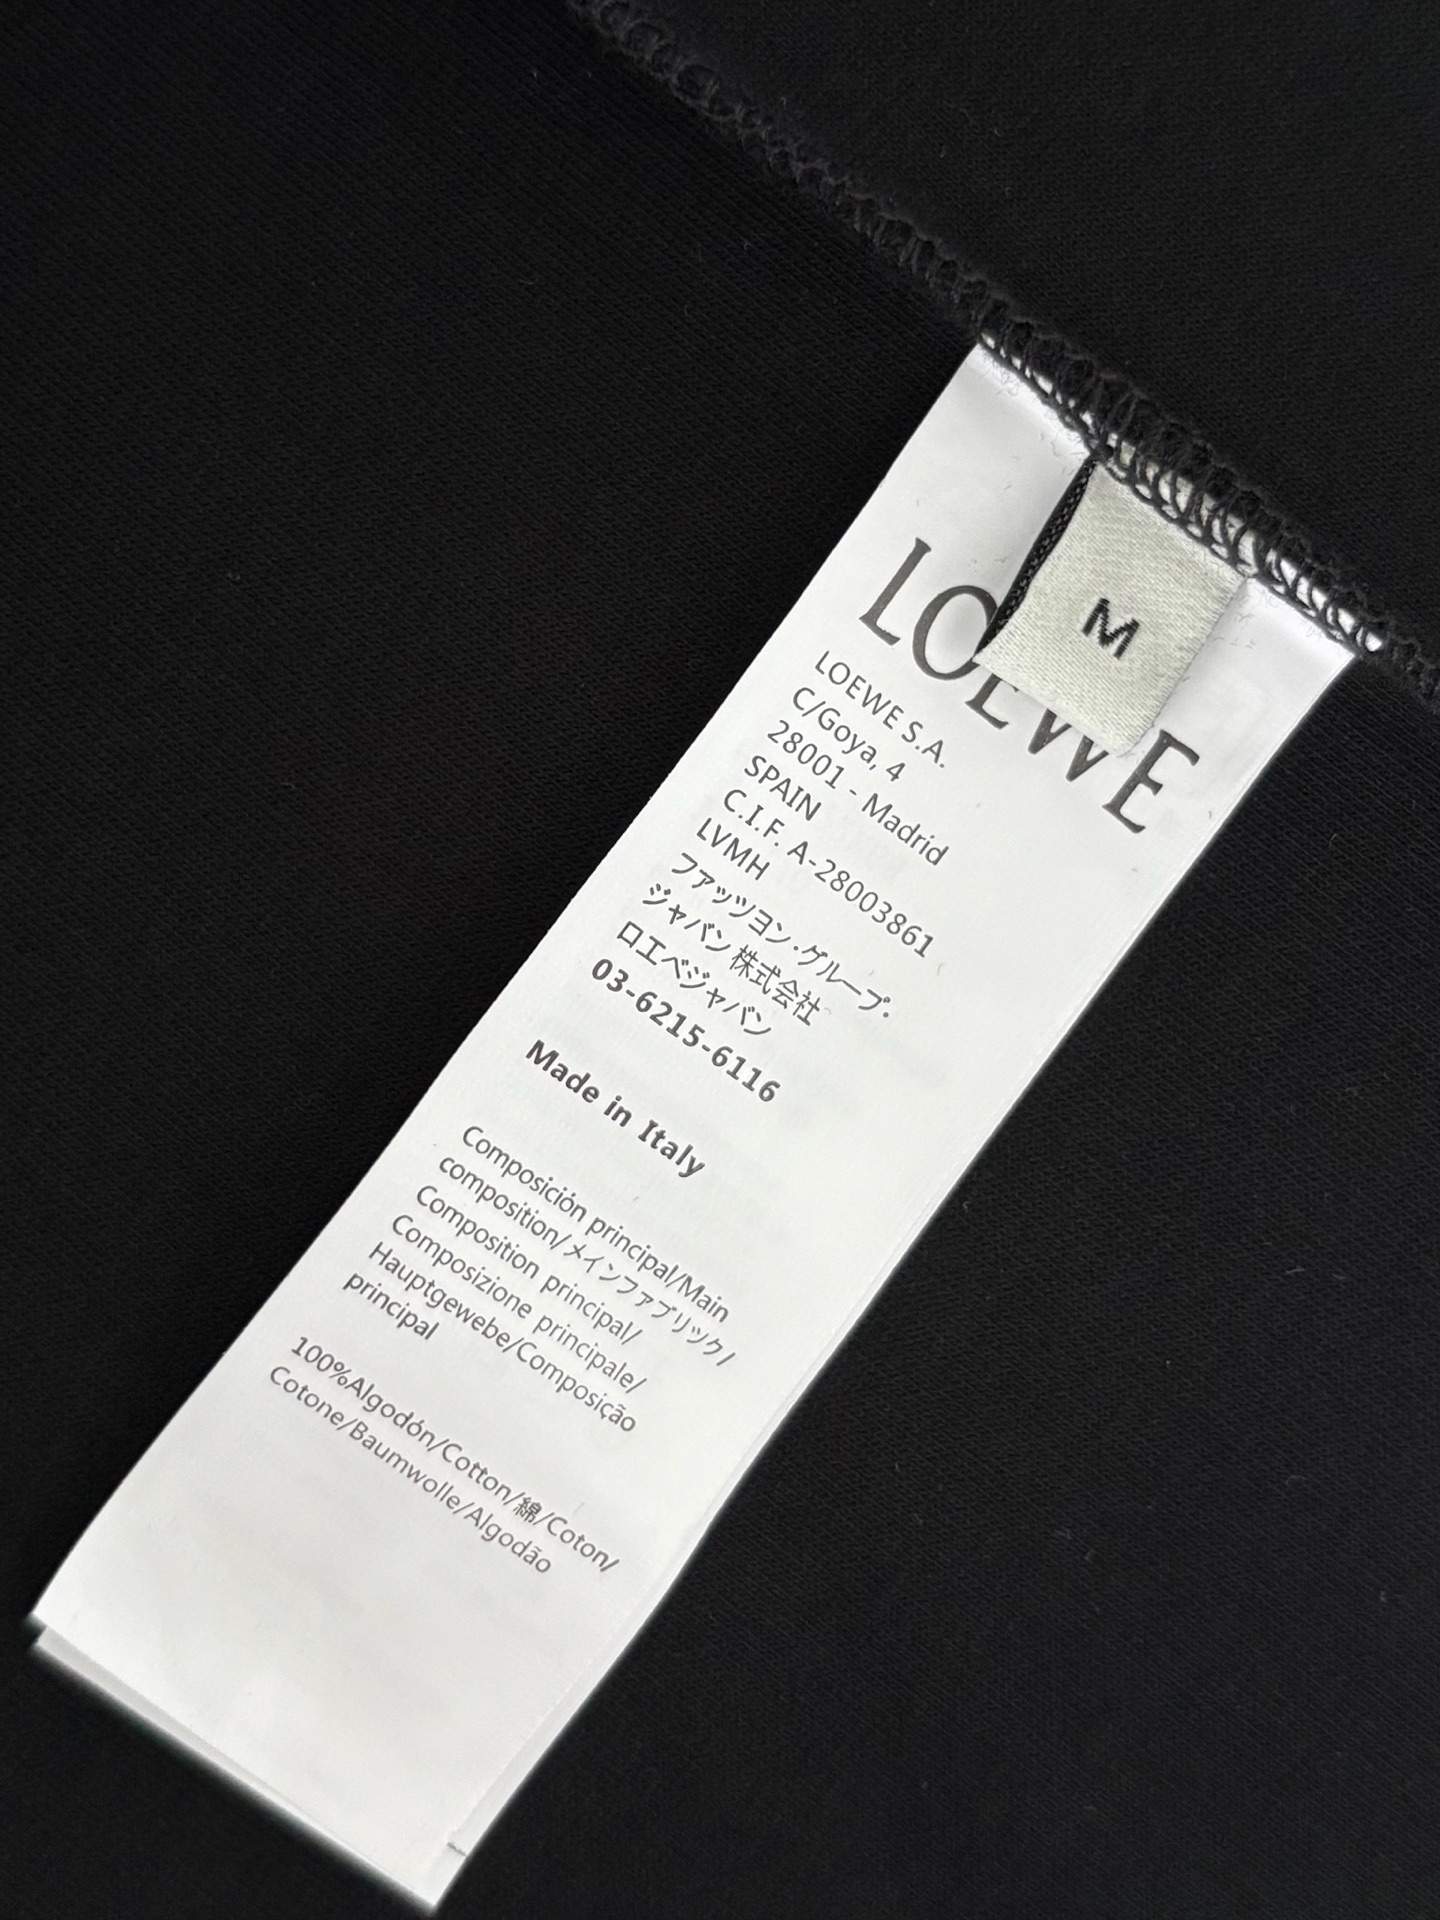 LOEWE
M
LOEWE S.A.
C/Goya, 4
28001 - Madrid
SPAIN
C.I.F. A-28003861
LVMH
ファッツヨン·グループ·
ジャバン 株式会社
ロエベジャバン
03-6215-6116
Made in Italy
Composición principal/Main
composition/メインファブリツク/
Composition principal/
Composizione principale/
Hauptgewebe/Composição
principal
100%Algodón/Cotton/綿/Coton/
Cotone/Baumwolle/Algodão